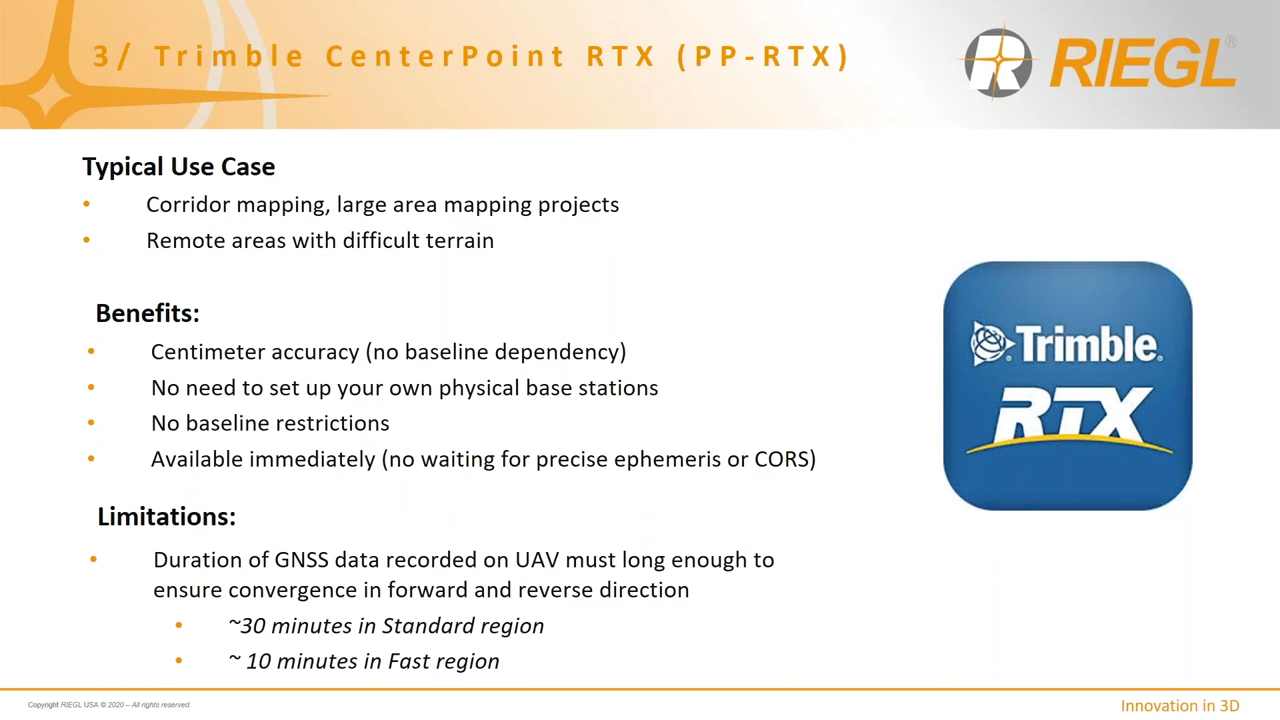 3/ Trimble CenterPoint RTX (PP-RTX)
RIEGL®
Typical Use Case
• Corridor mapping, large area mapping projects
• Remote areas with difficult terrain
Benefits:
• Centimeter accuracy (no baseline dependency)
• No need to set up your own physical base stations
• No baseline restrictions
• Available immediately (no waiting for precise ephemeris or CORS)
Trimble®
RTX
Limitations:
• Duration of GNSS data recorded on UAV must long enough to
ensure convergence in forward and reverse direction
• ~30 minutes in Standard region
• ~ 10 minutes in Fast region
Copyright RIEGL USA © 2020 – All rights reserved.
Innovation in 3D